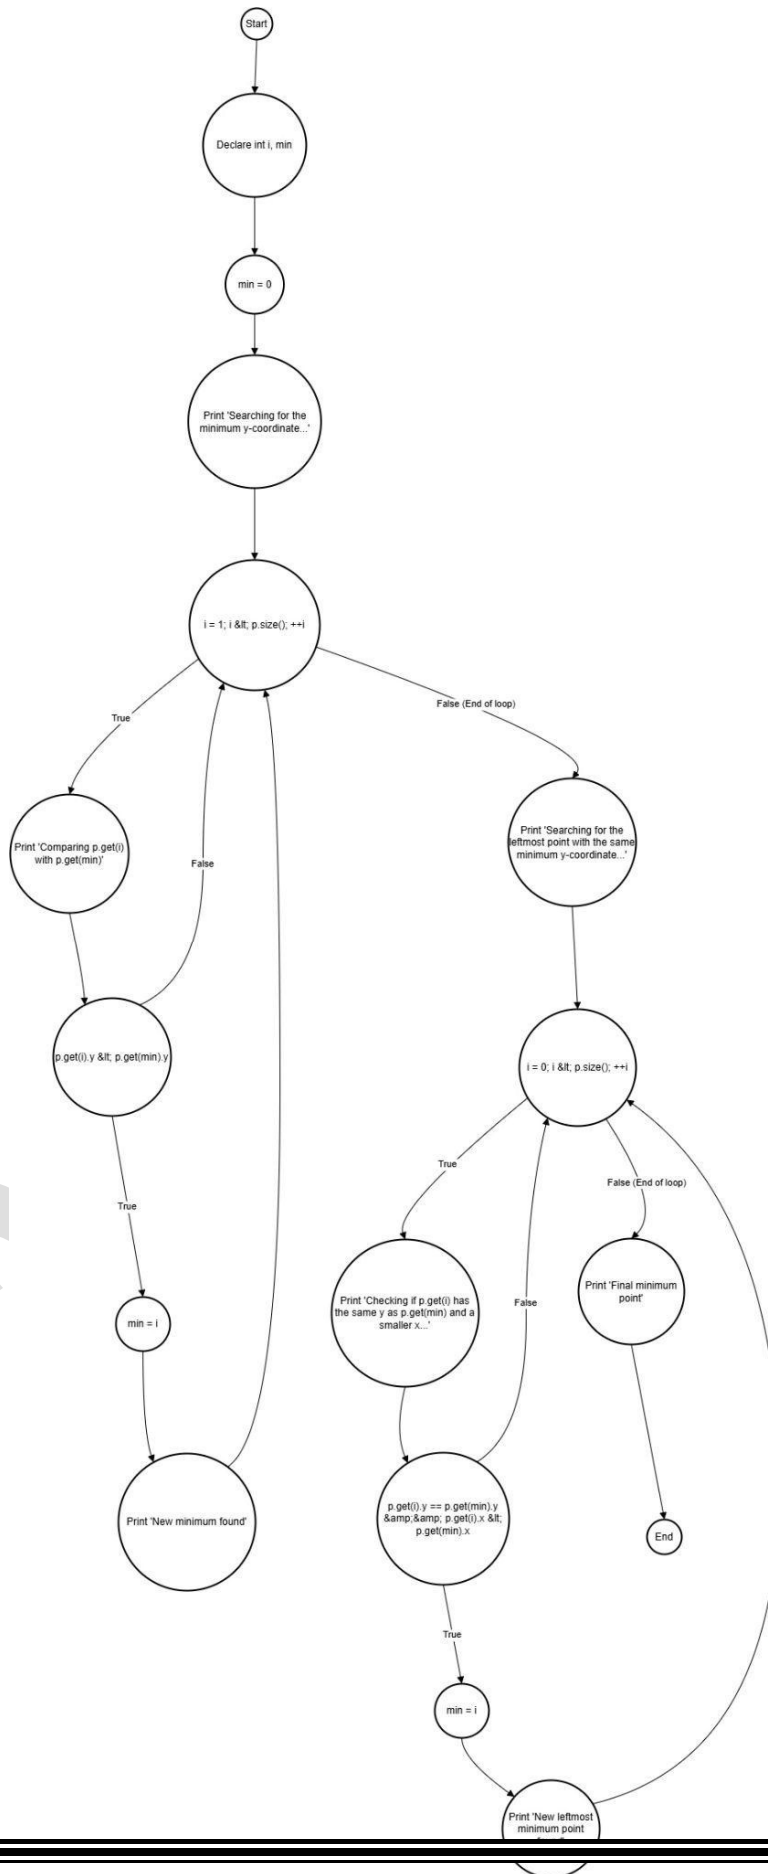 Start
Declare int i, min
min = 0
Print 'Searching for the
minimum y-coordinate...'
i = 1; i &lt; p.size(); ++i
True
False (End of loop)
Print 'Comparing p.get(i)
with p.get(min)'
False
p.get(i).y &lt; p.get(min).y
True
min = i
Print 'New minimum found'
Print 'Searching for the
leftmost point with the same
minimum y-coordinate...'
i = 0; i &lt; p.size(); ++i
True
False (End of loop)
Print 'Checking if p.get(i) has
the same y as p.get(min) and a
smaller x...'
False
Print 'Final minimum
point'
p.get(i).y == p.get(min).y
&amp;&amp; p.get(i).x &lt;
p.get(min).x
End
True
min = i
Print 'New leftmost
minimum point